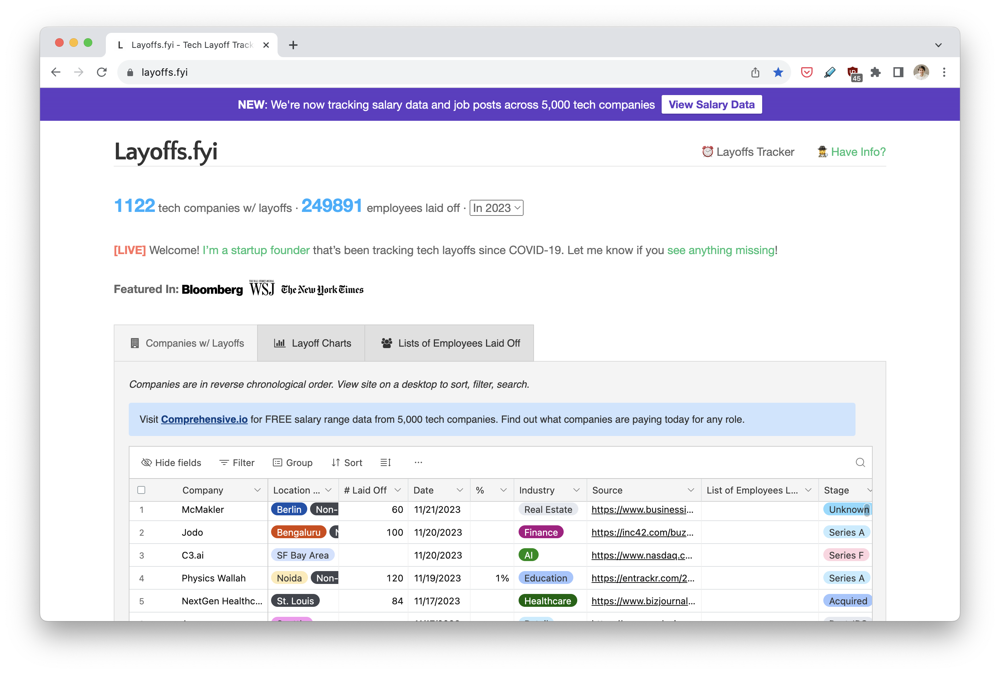 L Layoffs.fyi - Tech Layoff Track
layoffs.fyi
45
NEW: We're now tracking salary data and job posts across 5,000 tech companies View Salary Data
Layoffs.fyi
Layoffs Tracker Have Info?
1122 tech companies w/ layoffs · 249891 employees laid off · In 2023
[LIVE] Welcome! I'm a startup founder that's been tracking tech layoffs since COVID-19. Let me know if you see anything missing!
Featured In: Bloomberg THE WALL STREET JOURNAL WSJ The New York Times
Companies w/ Layoffs Layoff Charts Lists of Employees Laid Off
Companies are in reverse chronological order. View site on a desktop to sort, filter, search.
Visit Comprehensive.io for FREE salary range data from 5,000 tech companies. Find out what companies are paying today for any role.
Hide fields Filter Group Sort ...
Company Location ... # Laid Off Date % Industry Source List of Employees L... Stage
1 McMakler Berlin Non- 60 11/21/2023 Real Estate https://www.businessi... Unknown
2 Jodo Bengaluru N 100 11/20/2023 Finance https://inc42.com/buz... Series A
3 C3.ai SF Bay Area 11/20/2023 AI https://www.nasdaq.c... Series F
4 Physics Wallah Noida Non- 120 11/19/2023 1% Education https://entrackr.com/2... Series A
5 NextGen Healthc... St. Louis 84 11/17/2023 Healthcare https://www.bizjournal... Acquired